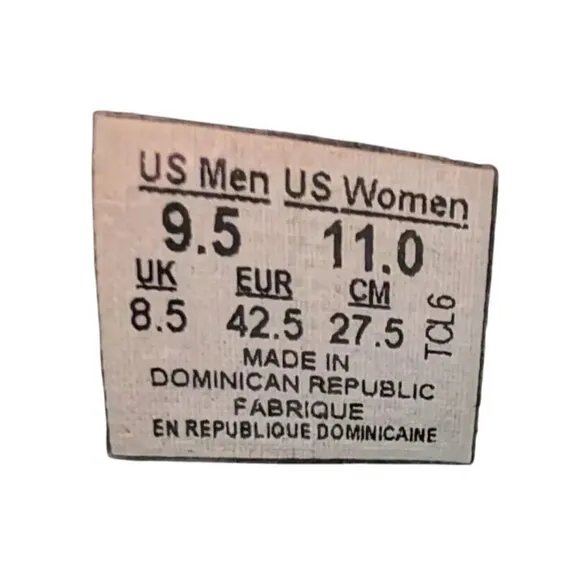 US Men US Women
9.5 11.0
UK EUR CM
8.5 42.5 27.5
TCL6
MADE IN
DOMINICAN REPUBLIC
FABRIQUE
EN REPUBLIQUE DOMINICAINE